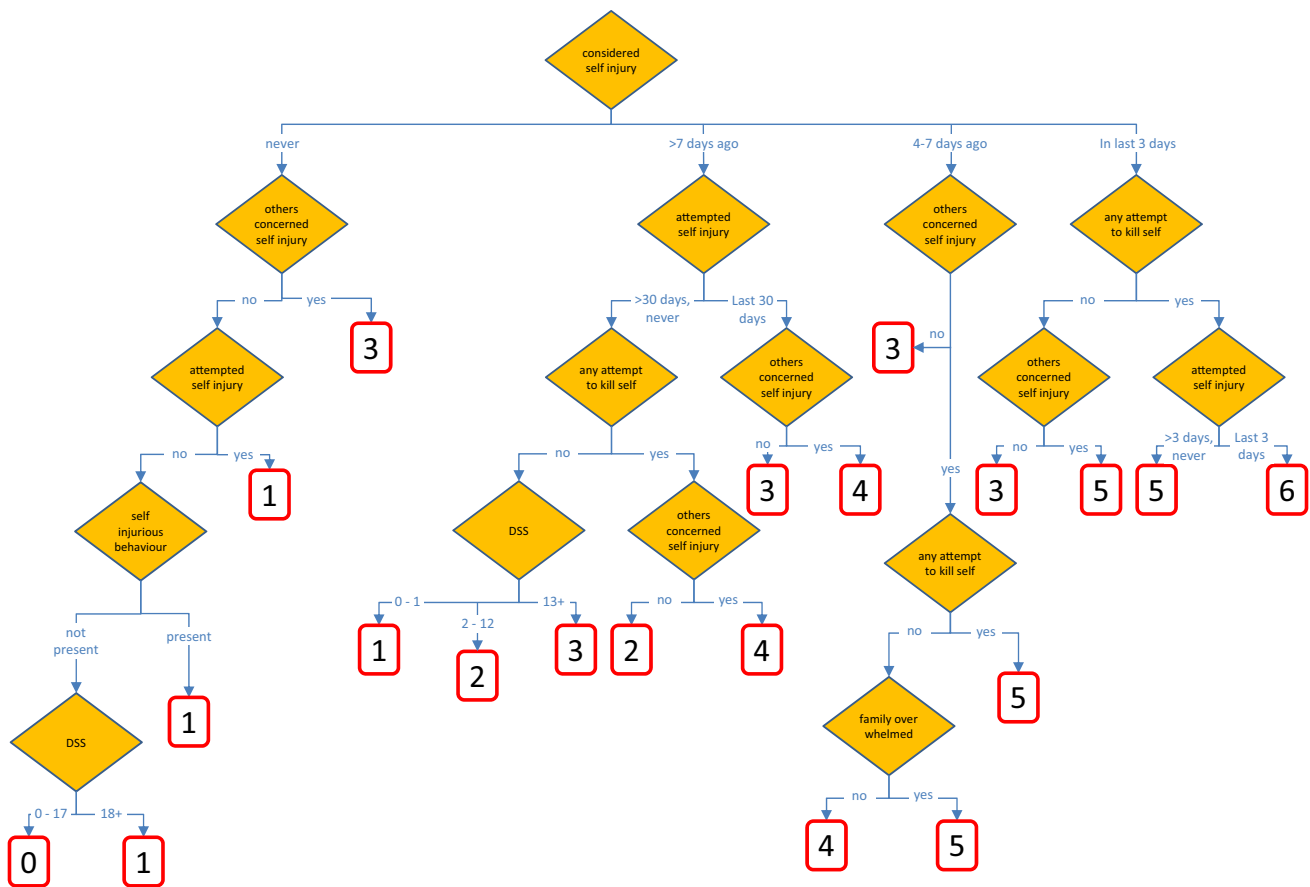 considered
self injury
never
>7 days ago
4-7 days ago
In last 3 days
others
concerned
self injury
attempted
self injury
others
concerned
self injury
any attempt
to kill self
no
yes
>30 days,
never
Last 30
days
no
yes
3
no
3
attempted
self injury
any attempt
to kill self
others
concerned
self injury
others
concerned
self injury
attempted
self injury
no
yes
no
yes
no
yes
no
yes
>3 days,
never
Last 3
days
1
3
4
yes
3
5
5
6
self
injurious
behaviour
DSS
others
concerned
self injury
any attempt
to kill self
not
present
present
0 - 1
2 - 12
13+
no
yes
no
yes
1
2
3
2
4
5
1
DSS
family over
whelmed
0 - 17
18+
no
yes
0
1
4
5